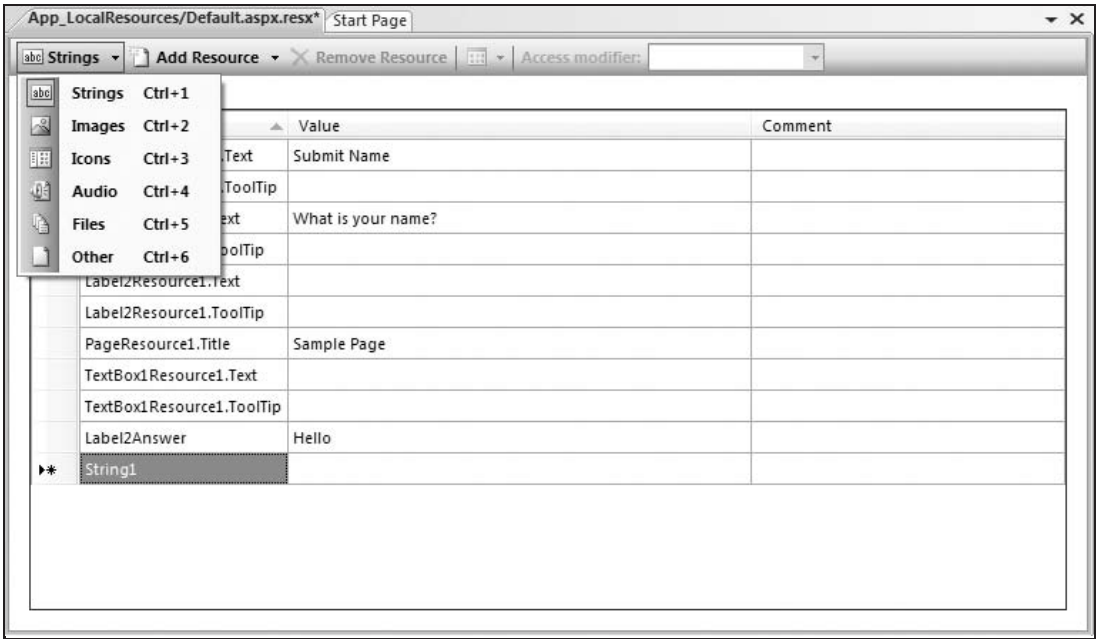 App_LocalResources/Default.aspx.resx* Start Page
abc Strings Add Resource Remove Resource Access modifier:
abc Strings Ctrl+1
Images Ctrl+2
Icons Ctrl+3
Audio Ctrl+4
Files Ctrl+5
Other Ctrl+6
Value Comment
.Text Submit Name
.ToolTip
ext What is your name?
oolTip
Label2Resource1.Text
Label2Resource1.ToolTip
PageResource1.Title Sample Page
TextBox1Resource1.Text
TextBox1Resource1.ToolTip
Label2Answer Hello
String1